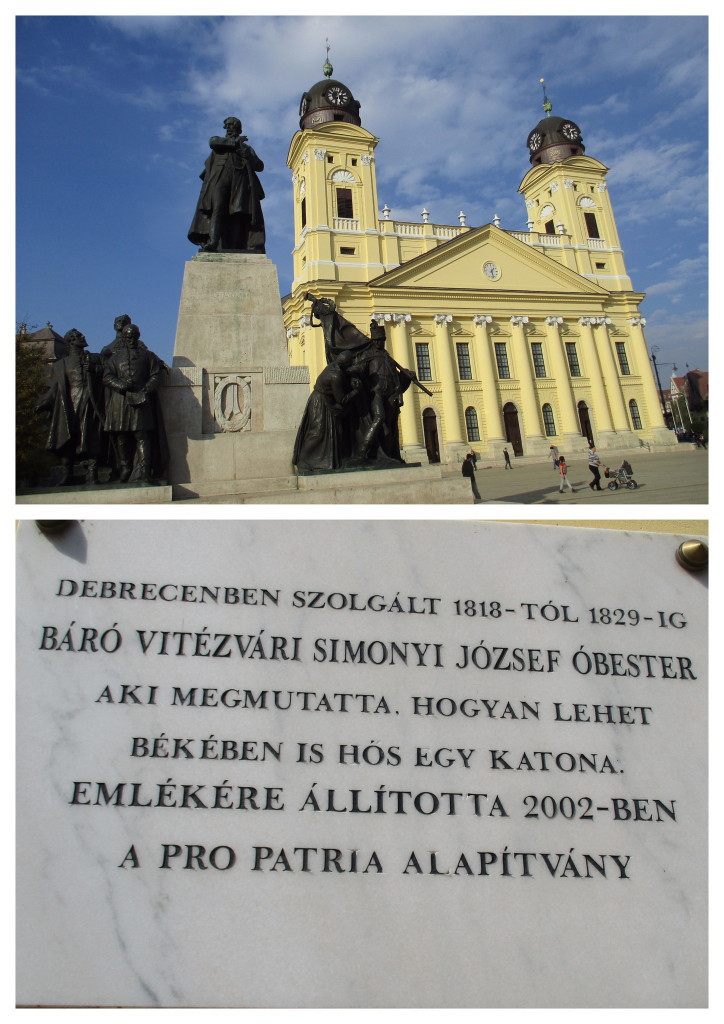 DEBRECENBEN SZOLGÁLT 1818-TÓL 1829-IG
BÁRÓ VITÉZVÁRI SIMONYI JÓZSEF ÓBESTER
AKI MEGMUTATTA, HOGYAN LEHET
BÉKÉBEN IS HŐS EGY KATONA.
EMLÉKÉRE ÁLLÍTOTTA 2002-BEN
A PRO PATRIA ALAPÍTVÁNY